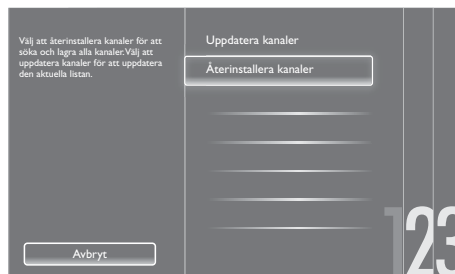 Välj att återinstallera kanaler för att
söka och lagra alla kanaler. Välj att
uppdatera kanaler för att uppdatera
den aktuella listan.
Uppdatera kanaler
Återinstallera kanaler
Avbryt
123